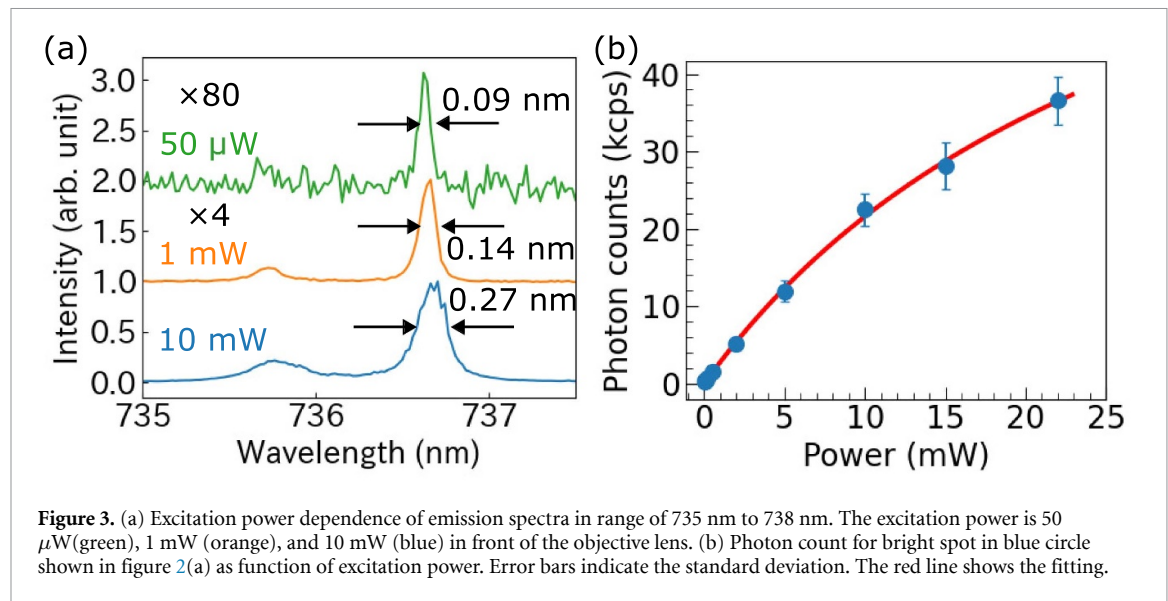 (a)
Intensity (arb. unit)
3.0
2.5
2.0
1.5
1.0
0.5
0.0
×80
50 µW
0.09 nm
×4
1 mW
0.14 nm
0.27 nm
10 mW
735
736
737
Wavelength (nm)
(b)
Photon counts (kcps)
40
30
20
10
0
0
5
10
15
20
25
Power (mW)
Figure 3. (a) Excitation power dependence of emission spectra in range of 735 nm to 738 nm. The excitation power is 50
µW(green), 1 mW (orange), and 10 mW (blue) in front of the objective lens. (b) Photon count for bright spot in blue circle
shown in figure 2(a) as function of excitation power. Error bars indicate the standard deviation. The red line shows the fitting.